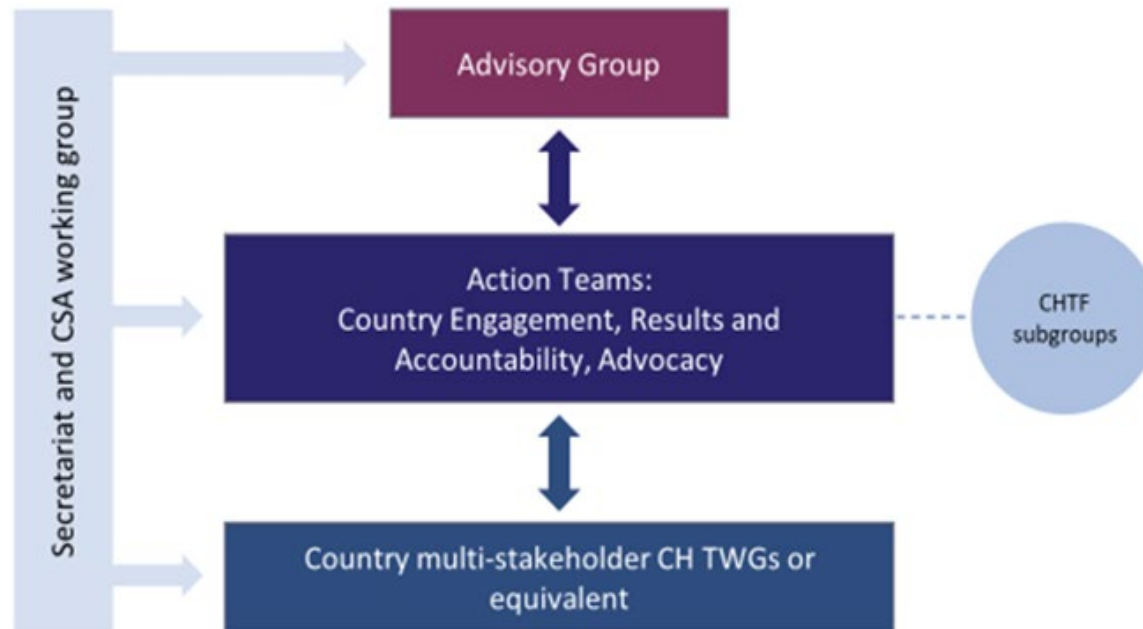 Secretariat and CSA working group
Advisory Group
Action Teams:
Country Engagement, Results and
Accountability, Advocacy
CHTF
subgroups
Country multi-stakeholder CH TWGs or
equivalent